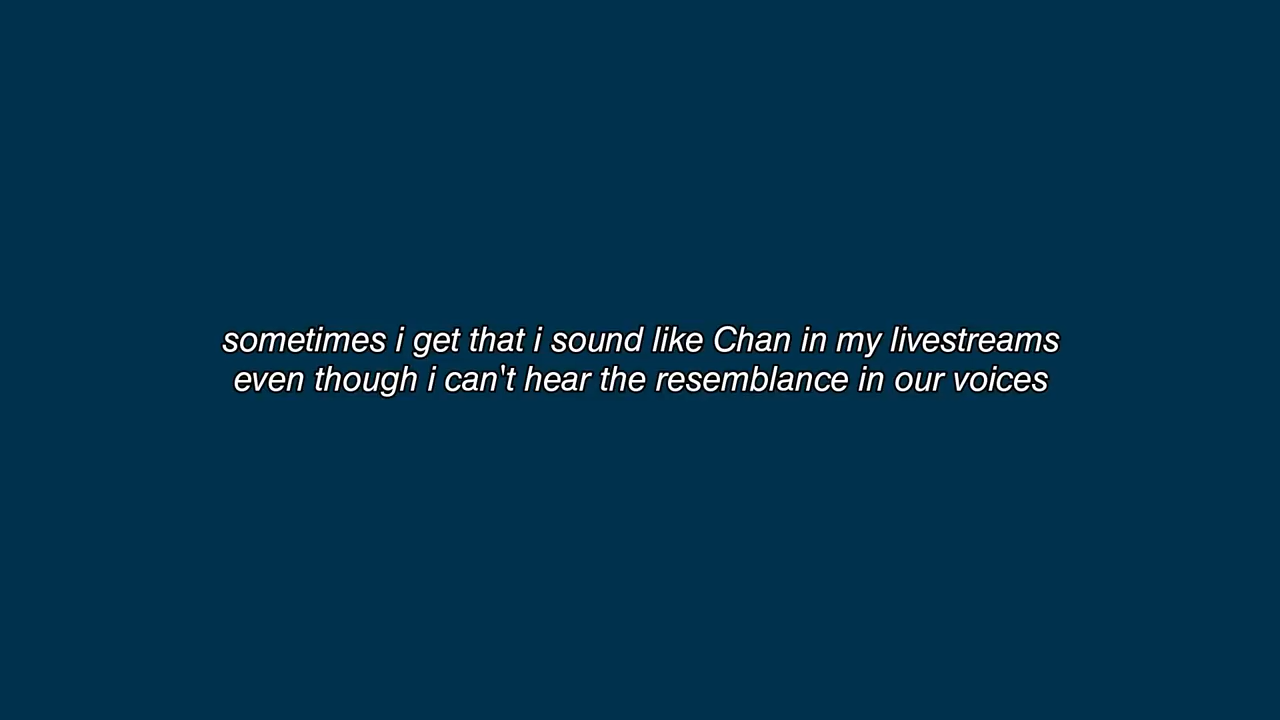 sometimes i get that i sound like Chan in my livestreams
even though i can't hear the resemblance in our voices